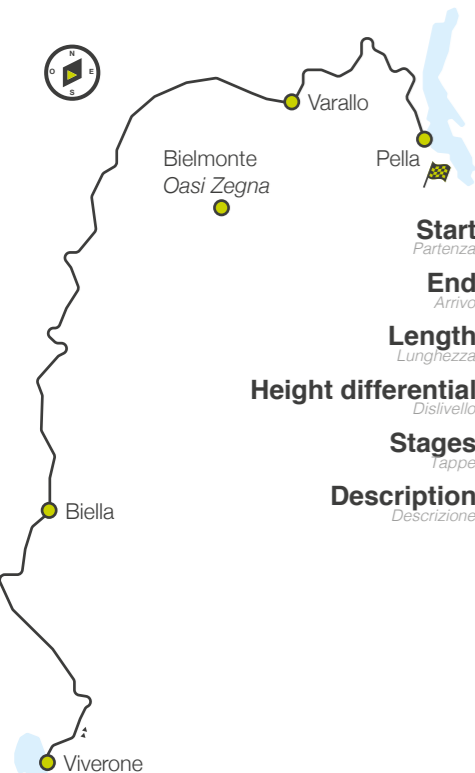 N
O
E
S
Varallo
Pella
Bielmonte
Oasi Zegna
Start
Partenza
End
Arrivo
Length
Lunghezza
Height differential
Dislivello
Stages
Tappe
Description
Descrizione
Biella
Viverone